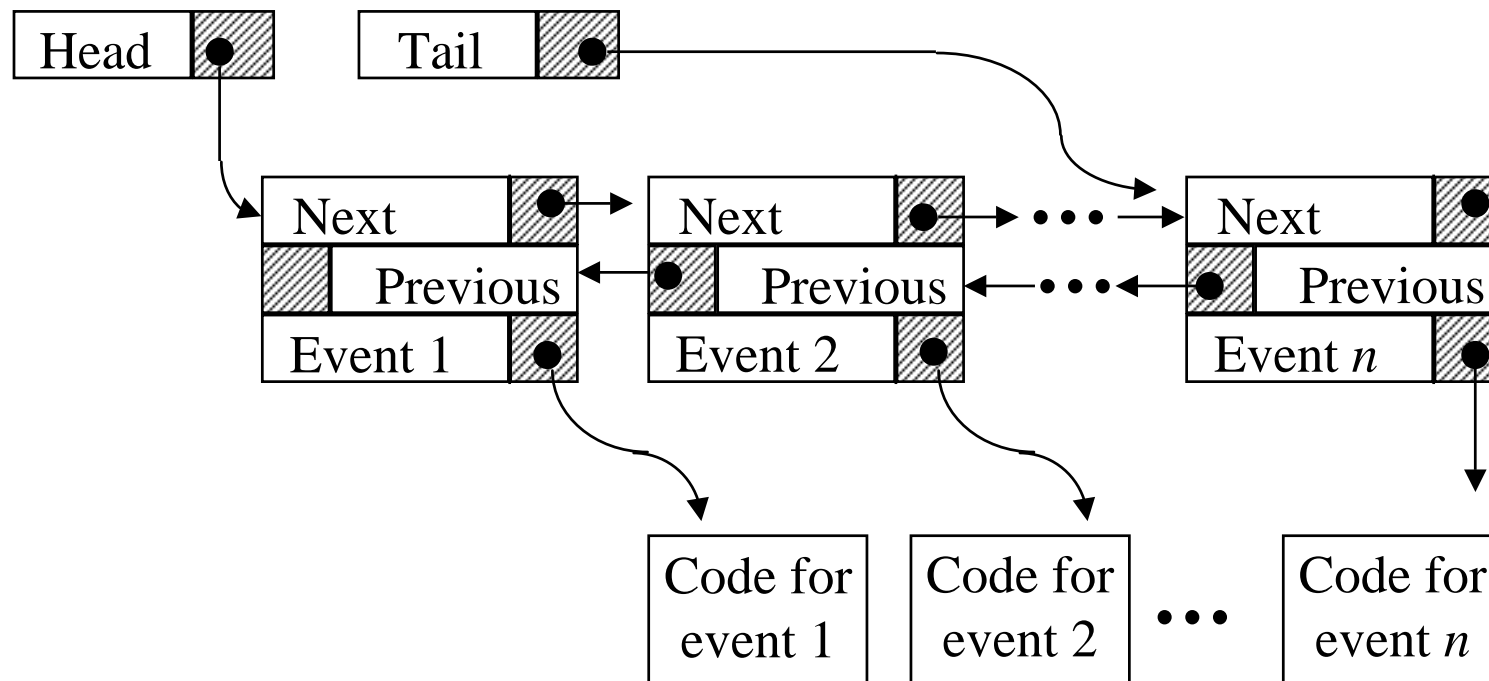 Head
Tail
Next
Next
Next
Previous
Previous
Previous
Event 1
Event 2
Event n
Code for
event 1
Code for
event 2
Code for
event n